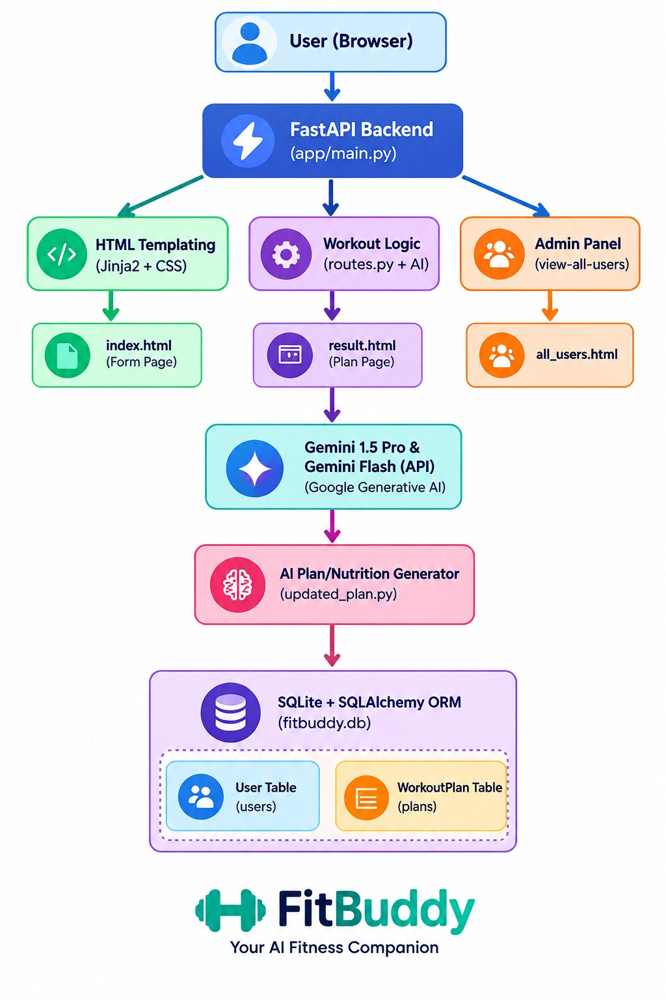 User (Browser)
FastAPI Backend
(app/main.py)
HTML Templating
(Jinja2 + CSS)
Workout Logic
(routes.py + AI)
Admin Panel
(view-all-users)
index.html
(Form Page)
result.html
(Plan Page)
all_users.html
Gemini 1.5 Pro &
Gemini Flash (API)
(Google Generative AI)
AI Plan/Nutrition Generator
(updated_plan.py)
SQLite + SQLAlchemy ORM
(fitbuddy.db)
User Table
(users)
WorkoutPlan Table
(plans)
FitBuddy
Your AI Fitness Companion